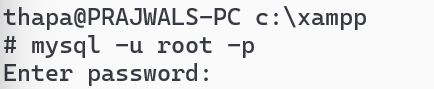 thapa@PRAJWALS-PC c:\xampp
# mysql -u root -p
Enter password: